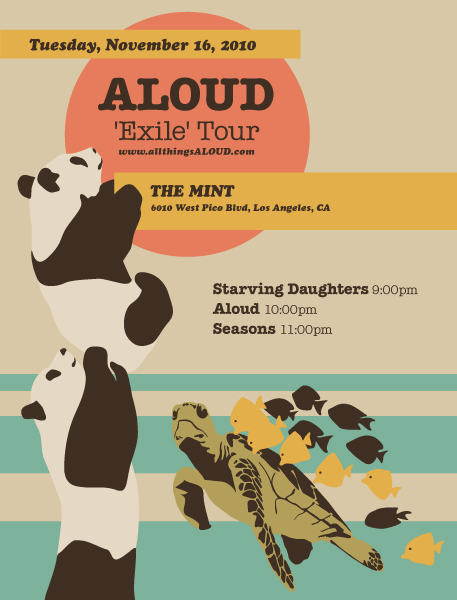 Tuesday, November 16, 2010
ALOUD
'Exile' Tour
www.allthingsALOUD.com
THE MINT
6010 West Pico Blvd, Los Angeles, CA
Starving Daughters 9:00pm
Aloud 10:00pm
Seasons 11:00pm